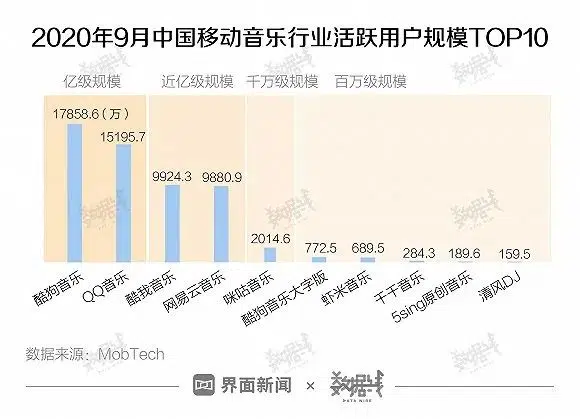 2020年9月中国移动音乐行业活跃用户规模TOP10
亿级规模 近亿级规模 千万级规模 百万级规模
17858.6(万)
15195.7
9924.3
9880.9
2014.6
772.5
689.5
284.3
189.6
159.5
酷狗音乐
QQ音乐
酷我音乐
网易云音乐
咪咕音乐
酷狗音乐大字版
虾米音乐
千千音乐
5sing原创音乐
清风DJ
数据来源：MobTech
界面新闻 × 数据线
DATA WIRE